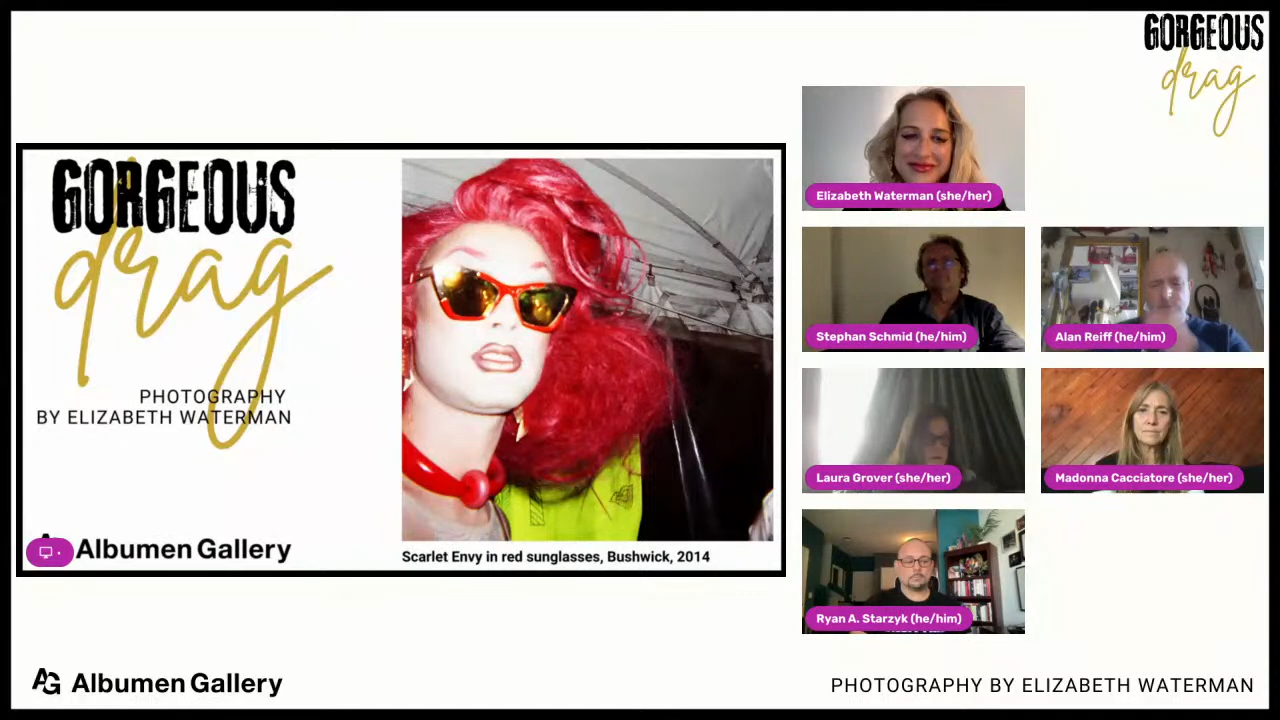 GORGEOUS
drag
GORGEOUS
drag
PHOTOGRAPHY
BY ELIZABETH WATERMAN
Albumen Gallery
Scarlet Envy in red sunglasses, Bushwick, 2014
Elizabeth Waterman (she/her)
Stephan Schmid (he/him)
Alan Reiff (he/him)
Laura Grover (she/her)
Madonna Cacciatore (she/her)
Ryan A. Starzyk (he/him)
AG Albumen Gallery
PHOTOGRAPHY BY ELIZABETH WATERMAN